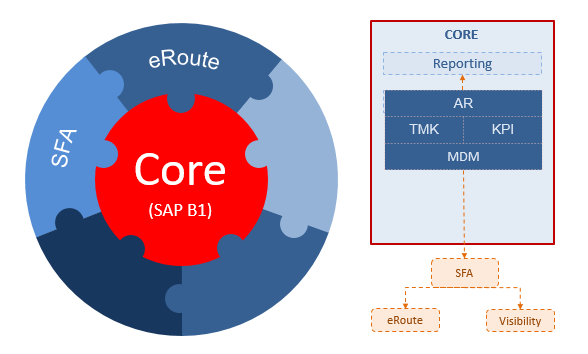 eRoute
SFA
Core
(SAP B1)
CORE
Reporting
AR
TMK
KPI
MDM
SFA
eRoute
Visibility